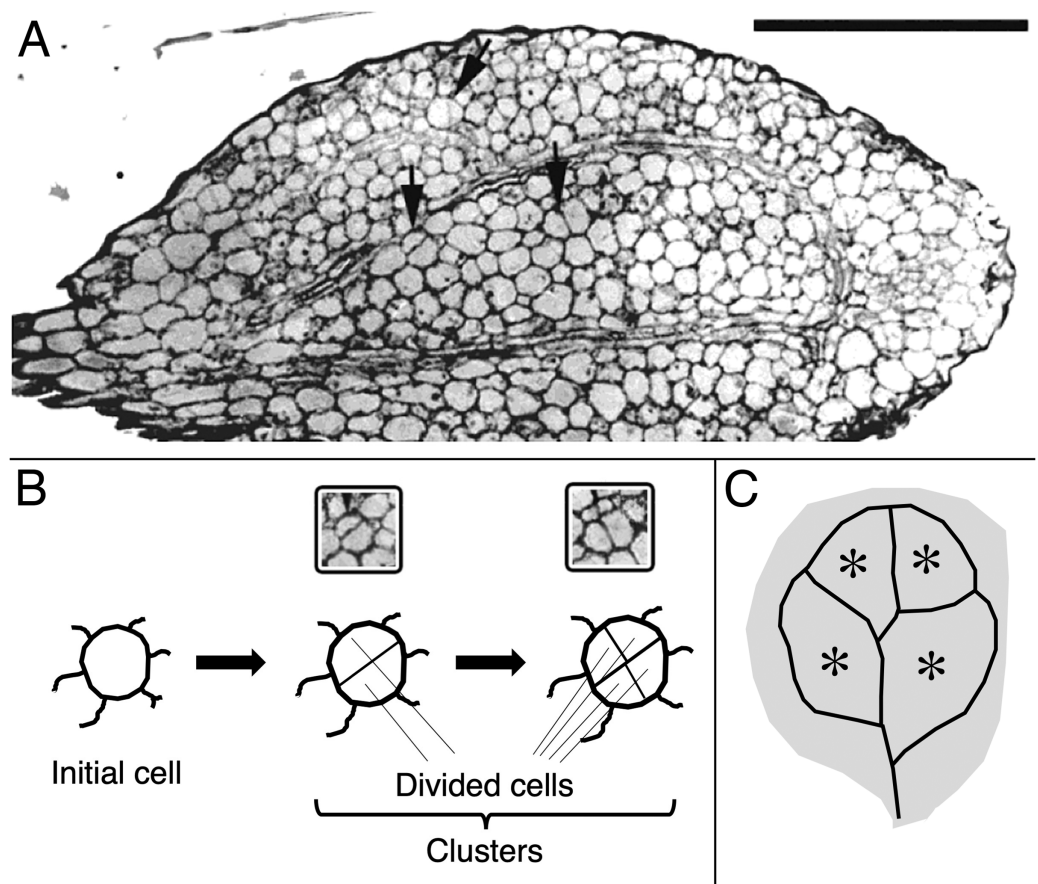 A
B
C
Initial cell
Divided cells
Clusters
* *
* *